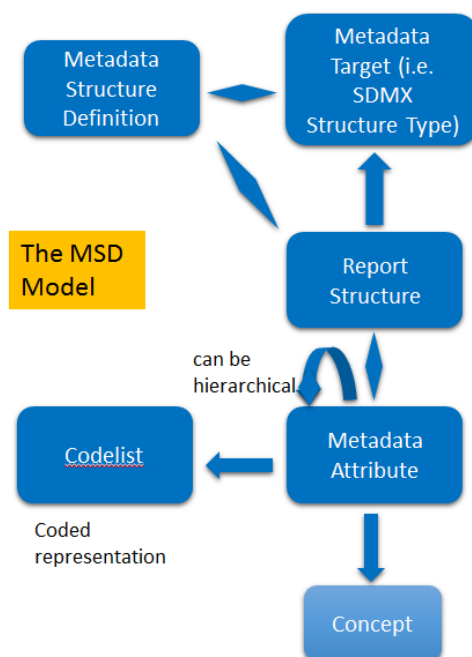 Metadata
Structure
Definition
Metadata
Target (i.e.
SDMX
Structure Type)
The MSD
Model
Report
Structure
can be
hierarchical
Codelist
Metadata
Attribute
Coded
representation
Concept